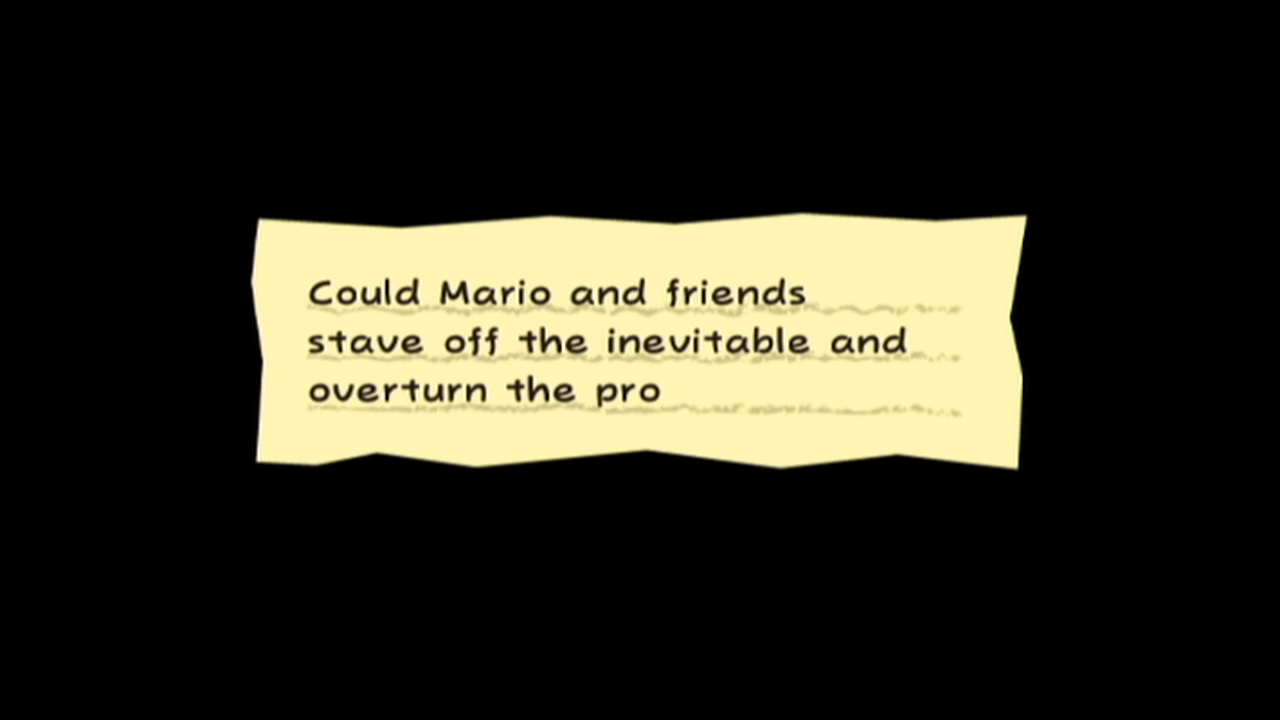 Could Mario and friends
stave off the inevitable and
overturn the pro